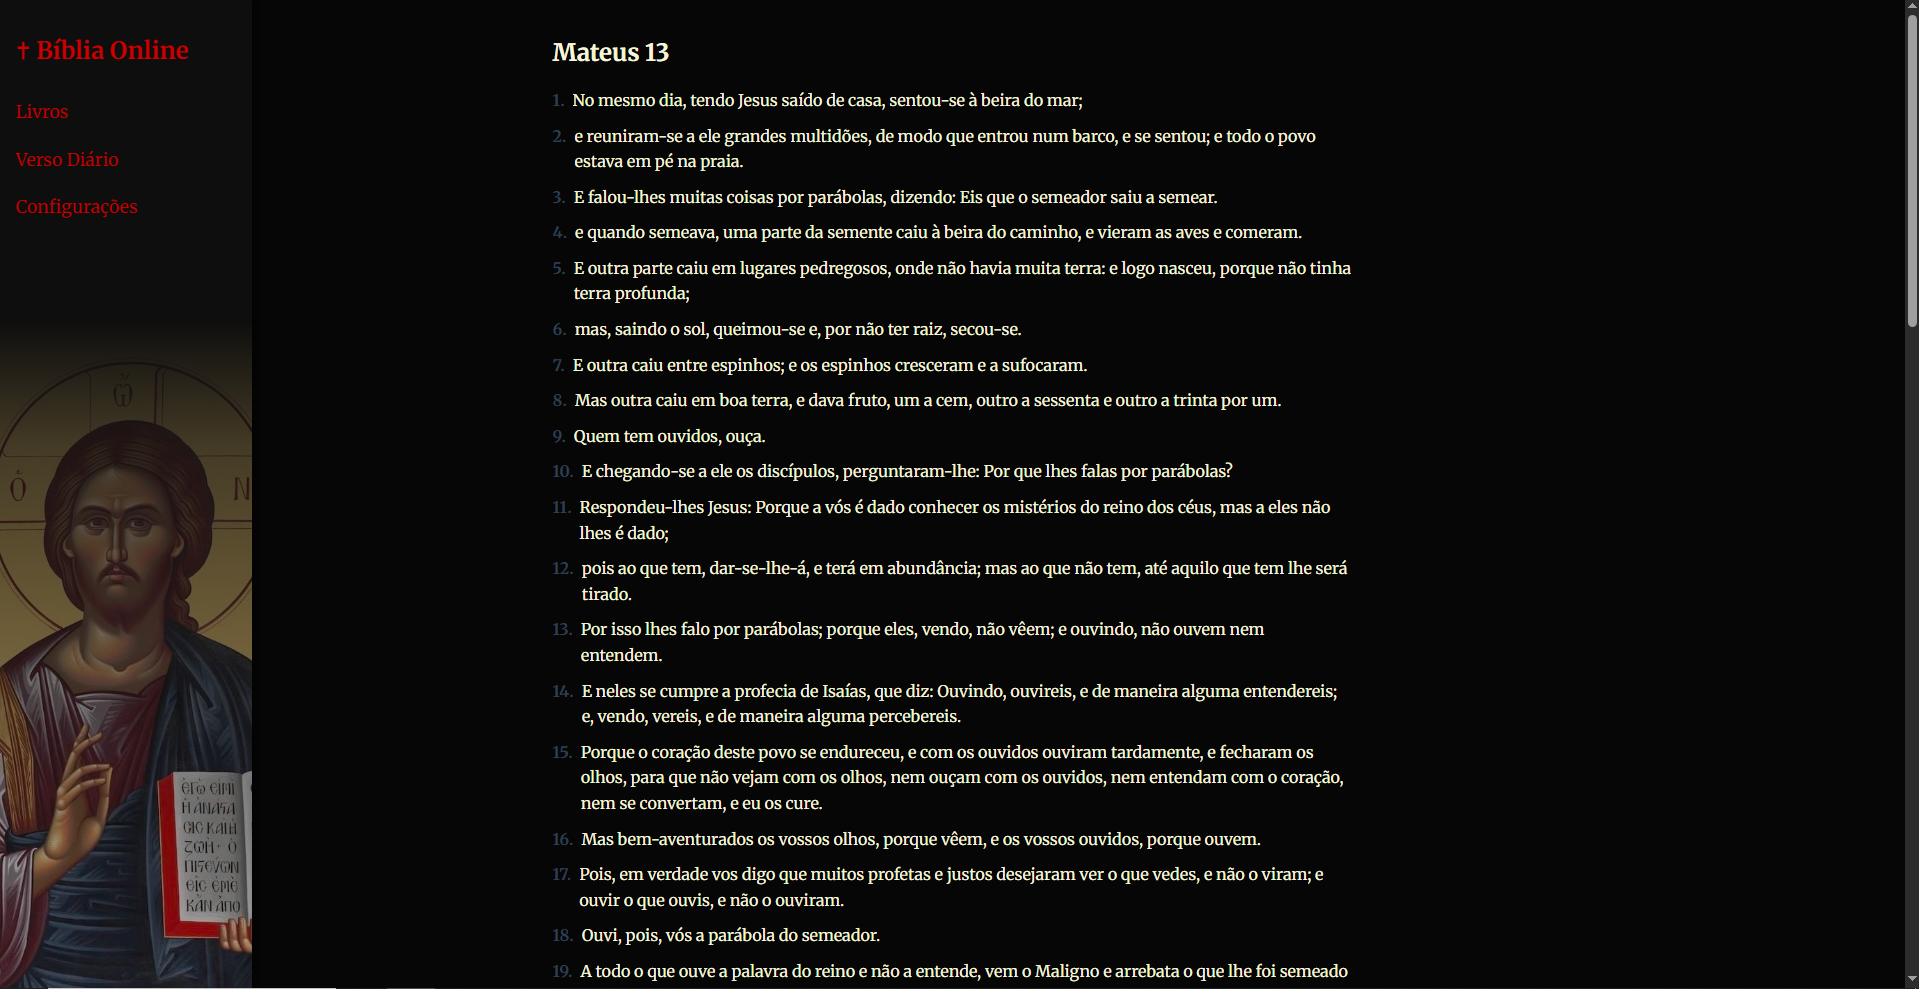 ✝ Bíblia Online
Livros
Verso Diário
Configurações
Ὁ
Ὤ
Ν
ἘΓΏ ΕἸΜΙ
Ἡ ἈΝΆϚΑ
ϹΙϹ ΚΑῚ Ἡ
ΖΩΉ· Ὁ
ΠΙϚΕΎΩΝ
ΕἸϹ ἘΜῈ
ΚἂΝ ἈΠΟ
Mateus 13
1. No mesmo dia, tendo Jesus saído de casa, sentou-se à beira do mar;
2. e reuniram-se a ele grandes multidões, de modo que entrou num barco, e se sentou; e todo o povo
estava em pé na praia.
3. E falou-lhes muitas coisas por parábolas, dizendo: Eis que o semeador saiu a semear.
4. e quando semeava, uma parte da semente caiu à beira do caminho, e vieram as aves e comeram.
5. E outra parte caiu em lugares pedregosos, onde não havia muita terra: e logo nasceu, porque não tinha
terra profunda;
6. mas, saindo o sol, queimou-se e, por não ter raiz, secou-se.
7. E outra caiu entre espinhos; e os espinhos cresceram e a sufocaram.
8. Mas outra caiu em boa terra, e dava fruto, um a cem, outro a sessenta e outro a trinta por um.
9. Quem tem ouvidos, ouça.
10. E chegando-se a ele os discípulos, perguntaram-lhe: Por que lhes falas por parábolas?
11. Respondeu-lhes Jesus: Porque a vós é dado conhecer os mistérios do reino dos céus, mas a eles não
lhes é dado;
12. pois ao que tem, dar-se-lhe-á, e terá em abundância; mas ao que não tem, até aquilo que tem lhe será
tirado.
13. Por isso lhes falo por parábolas; porque eles, vendo, não vêem; e ouvindo, não ouvem nem
entendem.
14. E neles se cumpre a profecia de Isaías, que diz: Ouvindo, ouvireis, e de maneira alguma entendereis;
e, vendo, vereis, e de maneira alguma percebereis.
15. Porque o coração deste povo se endureceu, e com os ouvidos ouviram tardamente, e fecharam os
olhos, para que não vejam com os olhos, nem ouçam com os ouvidos, nem entendam com o coração,
nem se convertam, e eu os cure.
16. Mas bem-aventurados os vossos olhos, porque vêem, e os vossos ouvidos, porque ouvem.
17. Pois, em verdade vos digo que muitos profetas e justos desejaram ver o que vedes, e não o viram; e
ouvir o que ouvis, e não o ouviram.
18. Ouvi, pois, vós a parábola do semeador.
19. A todo o que ouve a palavra do reino e não a entende, vem o Maligno e arrebata o que lhe foi semeado